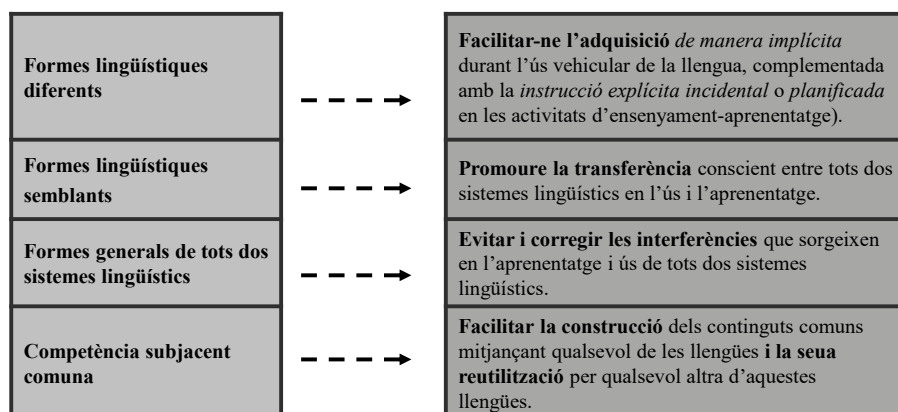 Formes lingüístiques
diferents
Facilitar-ne l’adquisició de manera implícita
durant l’ús vehicular de la llengua, complementada
amb la instrucció explícita incidental o planificada
en les activitats d’ensenyament-aprenentatge).
Formes lingüístiques
semblants
Promoure la transferència conscient entre tots dos
sistemes lingüístics en l’ús i l’aprenentatge.
Formes generals de tots dos
sistemes lingüístics
Evitar i corregir les interferències que sorgeixen
en l’aprenentatge i ús de tots dos sistemes
lingüístics.
Competència subjacent
comuna
Facilitar la construcció dels continguts comuns
mitjançant qualsevol de les llengües i la seua
reutilització per qualsevol altra d’aquestes
llengües.